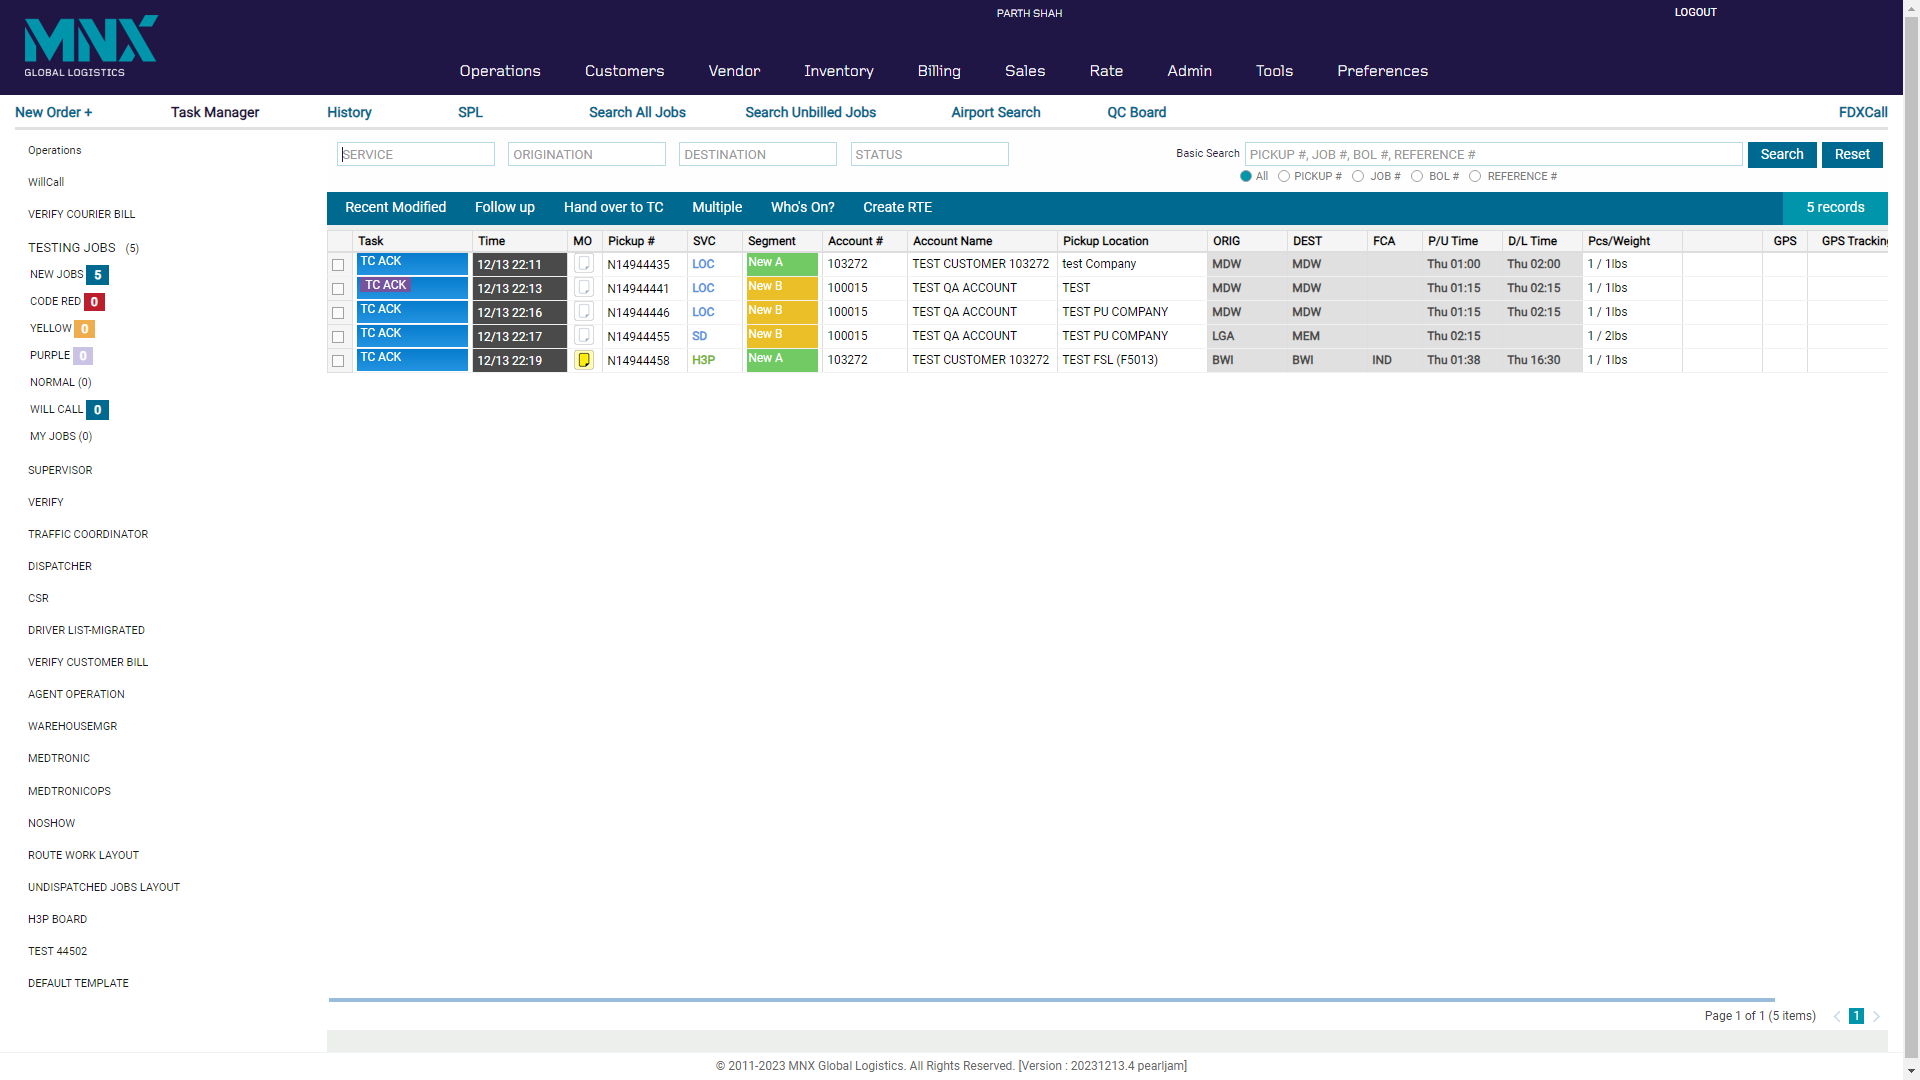 MNX
GLOBAL LOGISTICS
PARTH SHAH
LOGOUT
Operations Customers Vendor Inventory Billing Sales Rate Admin Tools Preferences
New Order + Task Manager History SPL Search All Jobs Search Unbilled Jobs Airport Search QC Board FDXCall
Operations
WillCall
VERIFY COURIER BILL
TESTING JOBS (5)
NEW JOBS 5
CODE RED 0
YELLOW 0
PURPLE 0
NORMAL (0)
WILL CALL 0
MY JOBS (0)
SUPERVISOR
VERIFY
TRAFFIC COORDINATOR
DISPATCHER
CSR
DRIVER LIST-MIGRATED
VERIFY CUSTOMER BILL
AGENT OPERATION
WAREHOUSEMGR
MEDTRONIC
MEDTRONICOPS
NOSHOW
ROUTE WORK LAYOUT
UNDISPATCHED JOBS LAYOUT
H3P BOARD
TEST 44502
DEFAULT TEMPLATE
SERVICE ORIGINATION DESTINATION STATUS Basic Search PICKUP #, JOB #, BOL #, REFERENCE # Search Reset
All PICKUP # JOB # BOL # REFERENCE #
Recent Modified Follow up Hand over to TC Multiple Who's On? Create RTE 5 records
Task Time MO Pickup # SVC Segment Account # Account Name Pickup Location ORIG DEST FCA P/U Time D/L Time Pcs/Weight GPS GPS Tracking
TC ACK 12/13 22:11 N14944435 LOC New A 103272 TEST CUSTOMER 103272 test Company MDW MDW Thu 01:00 Thu 02:00 1 / 1lbs
TC ACK 12/13 22:13 N14944441 LOC New B 100015 TEST QA ACCOUNT TEST MDW MDW Thu 01:15 Thu 02:15 1 / 1lbs
TC ACK 12/13 22:16 N14944446 LOC New B 100015 TEST QA ACCOUNT TEST PU COMPANY MDW MDW Thu 01:15 Thu 02:15 1 / 1lbs
TC ACK 12/13 22:17 N14944455 SD New B 100015 TEST QA ACCOUNT TEST PU COMPANY LGA MEM Thu 02:15 1 / 2lbs
TC ACK 12/13 22:19 N14944458 H3P New A 103272 TEST CUSTOMER 103272 TEST FSL (F5013) BWI BWI IND Thu 01:38 Thu 16:30 1 / 1lbs
Page 1 of 1 (5 items) 1
© 2011-2023 MNX Global Logistics. All Rights Reserved. [Version : 20231213.4 pearljam]